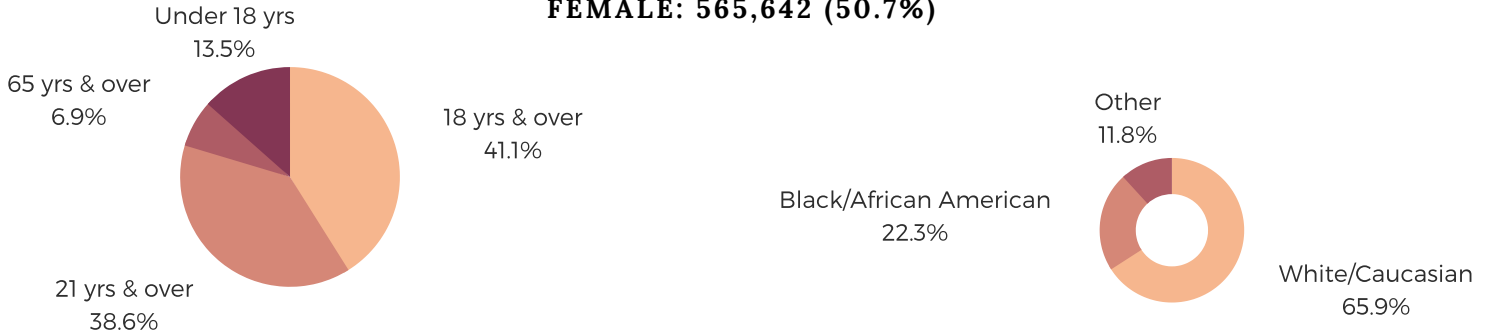 FEMALE: 565,642 (50.7%)
Under 18 yrs
13.5%
65 yrs & over
6.9%
18 yrs & over
41.1%
21 yrs & over
38.6%
Other
11.8%
Black/African American
22.3%
White/Caucasian
65.9%